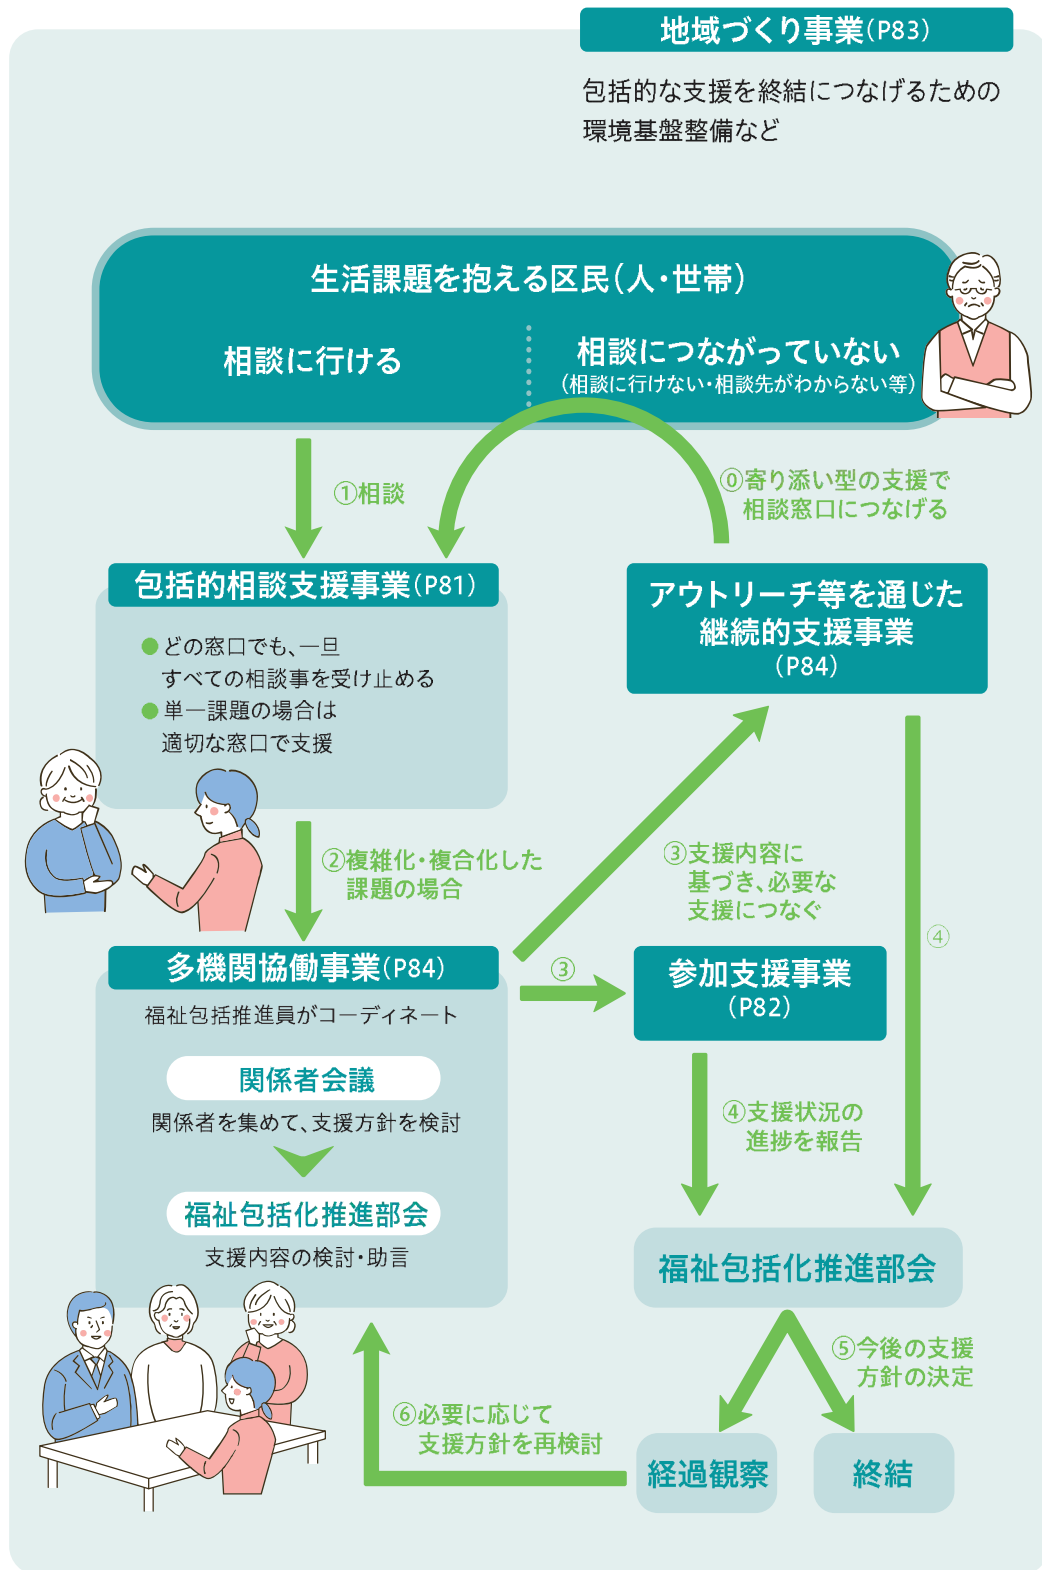 地域づくり事業(P83)
包括的な支援を終結につなげるための
環境基盤整備など
生活課題を抱える区民(人・世帯)
相談に行ける
相談につながっていない
(相談に行けない・相談先がわからない等)
①相談
⓪寄り添い型の支援で
相談窓口につなげる
包括的相談支援事業(P81)
●どの窓口でも、一旦
すべての相談事を受け止める
●単一課題の場合は
適切な窓口で支援
アウトリーチ等を通じた
継続的支援事業
(P84)
②複雑化・複合化した
課題の場合
③支援内容に
基づき、必要な
支援につなぐ
④
多機関協働事業(P84)
福祉包括推進員がコーディネート
関係者会議
関係者を集めて、支援方針を検討
福祉包括化推進部会
支援内容の検討・助言
③
参加支援事業
(P82)
④支援状況の
進捗を報告
福祉包括化推進部会
⑤今後の支援
方針の決定
⑥必要に応じて
支援方針を再検討
経過観察
終結